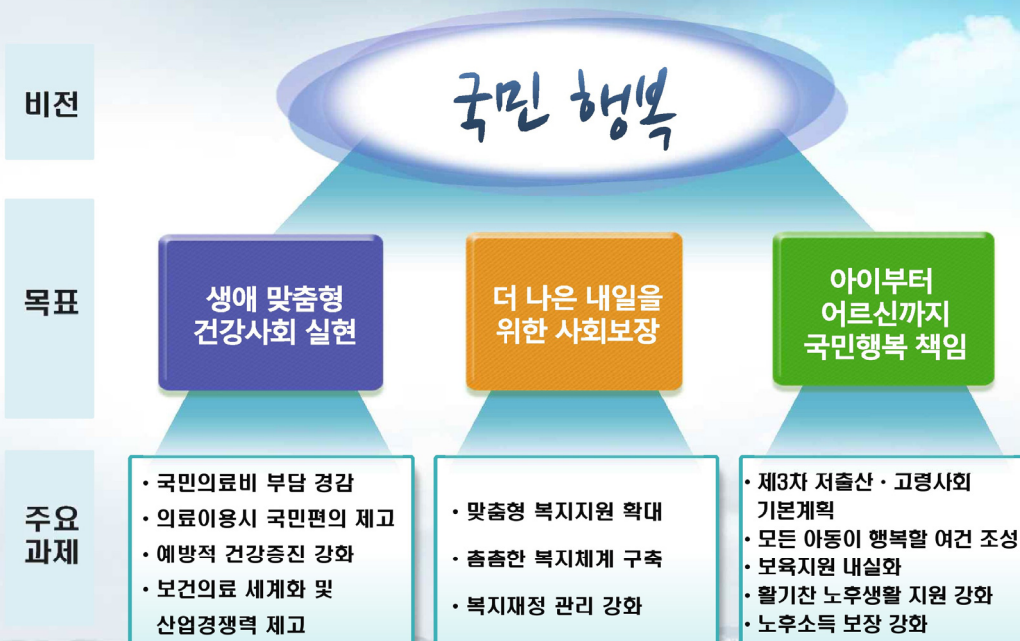 비전
국민 행복
목표
생애 맞춤형
건강사회 실현
더 나은 내일을
위한 사회보장
아이부터
어르신까지
국민행복 책임
주요
과제
· 국민의료비 부담 경감
· 의료이용시 국민편의 제고
· 예방적 건강증진 강화
· 보건의료 세계화 및
산업경쟁력 제고
· 맞춤형 복지지원 확대
· 촘촘한 복지체계 구축
· 복지재정 관리 강화
· 제3차 저출산 · 고령사회
기본계획
· 모든 아동이 행복할 여건 조성
· 보육지원 내실화
· 활기찬 노후생활 지원 강화
· 노후소득 보장 강화